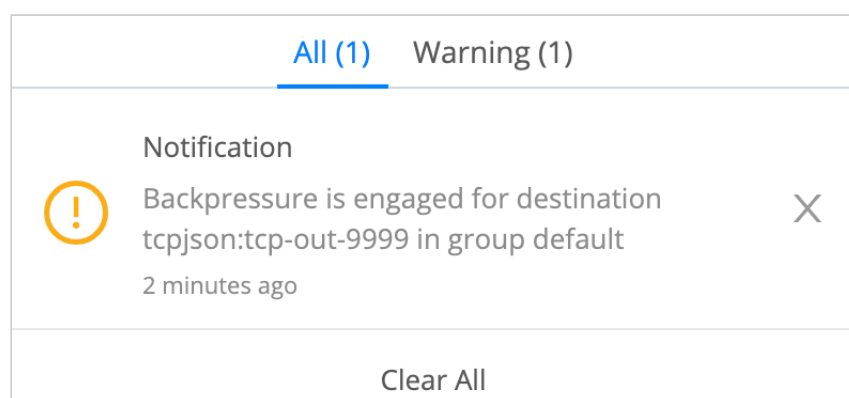 All (1) Warning (1)
Notification
Backpressure is engaged for destination
tcpjson:tcp-out-9999 in group default
2 minutes ago
Clear All